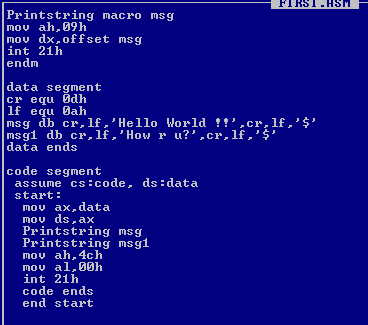 FIRST.ASM
Printstring macro msg
mov ah,09h
mov dx,offset msg
int 21h
endm

data segment
cr equ 0dh
lf equ 0ah
msg db cr,lf,'Hello World !!',cr,lf,'$'
msg1 db cr,lf,'How r u?',cr,lf,'$'
data ends

code segment
 assume cs:code, ds:data
 start:
  mov ax,data
  mov ds,ax
  Printstring msg
  Printstring msg1
  mov ah,4ch
  mov al,00h
  int 21h
  code ends
  end start